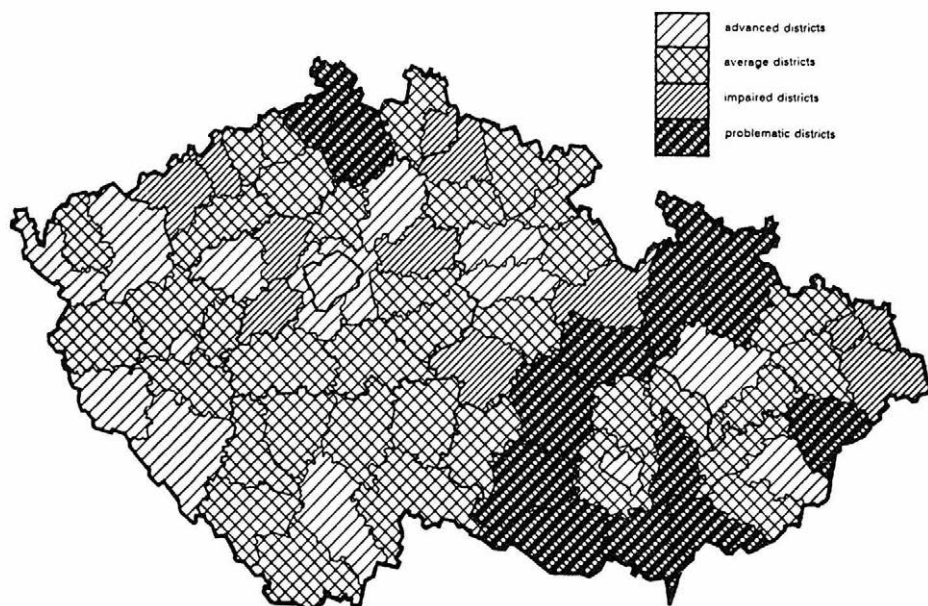 advanced districts
average districts
impaired districts
problematic districts